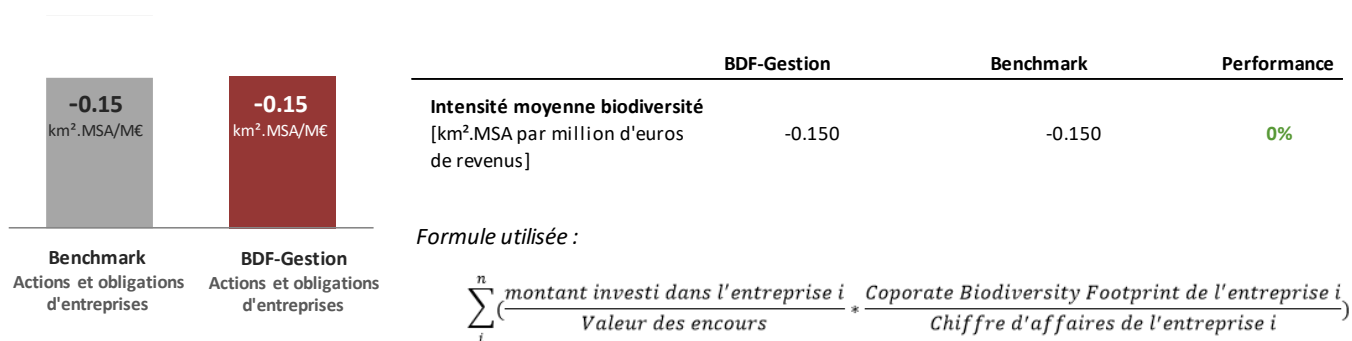 -0.15
km².MSA/M€
-0.15
km².MSA/M€
Benchmark
Actions et obligations
d'entreprises
BDF-Gestion
Actions et obligations
d'entreprises
BDF-Gestion Benchmark Performance
Intensité moyenne biodiversité
[km².MSA par million d'euros
de revenus]
-0.150 -0.150 0%
Formule utilisée :
n
∑(montant investi dans l'entreprise i / Valeur des encours * Coporate Biodiversity Footprint de l'entreprise i / Chiffre d'affaires de l'entreprise i)
i